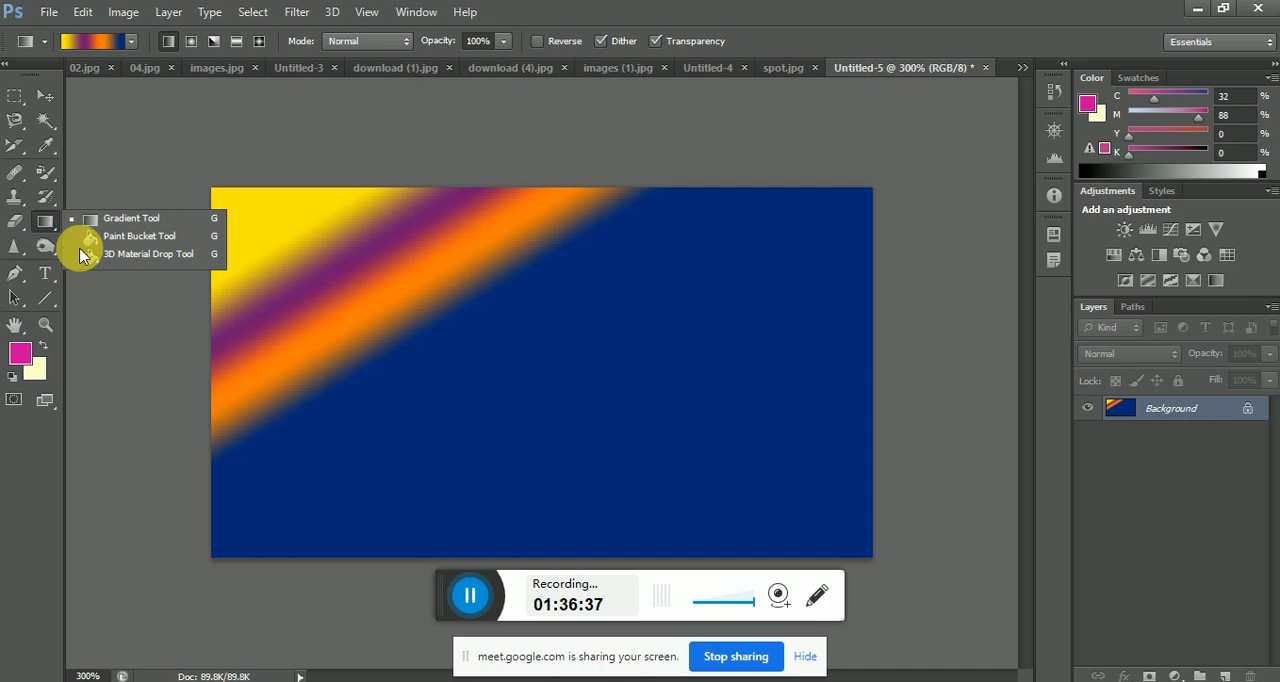 Ps File Edit Image Layer Type Select Filter 3D View Window Help
Mode: Normal Opacity: 100% Reverse Dither Transparency Essentials
02.jpg × 04.jpg × images.jpg × Untitled-3 × download (1).jpg × download (4).jpg × images (1).jpg × Untitled-4 × spot.jpg × Untitled-5 @ 300% (RGB/8) * ×
Color Swatches
C 32 %
M 88 %
Y 0 %
K 0 %
Adjustments Styles
Add an adjustment
Gradient Tool G
Paint Bucket Tool G
3D Material Drop Tool G
T
Layers Paths
Kind
Normal Opacity: 100%
Lock: Fill: 100%
Background
Recording...
01:36:37
meet.google.com is sharing your screen. Stop sharing Hide
300% Doc: 89.8K/89.8K
fx